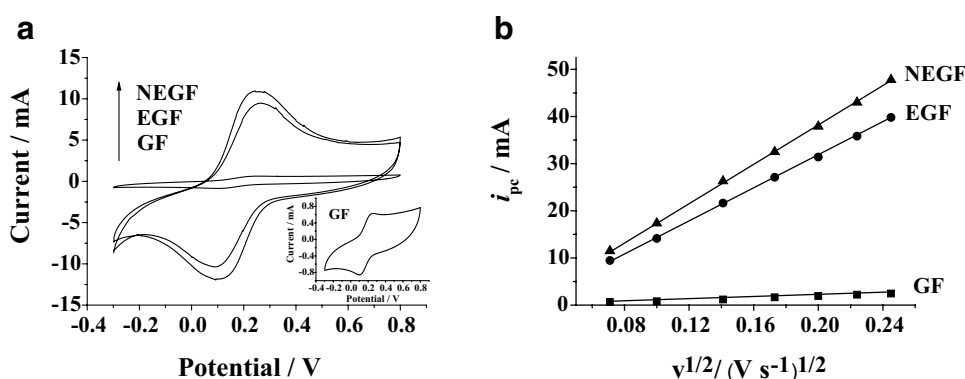 a
15
10
5
0
-5
-10
-15
Current / mA
NEGF
EGF
GF
-0.4 0.0 0.2 0.4 0.6 0.8
Potential / V
GF
0.8
0.4
0.0
-0.4
-0.8
Current / mA
-0.4 -0.2 0.0 0.2 0.4 0.6 0.8
Potential / V
b
50
40
30
20
10
0
ipc / mA
NEGF
EGF
GF
0.08 0.12 0.16 0.20 0.24
v1/2/ (V s-1)1/2